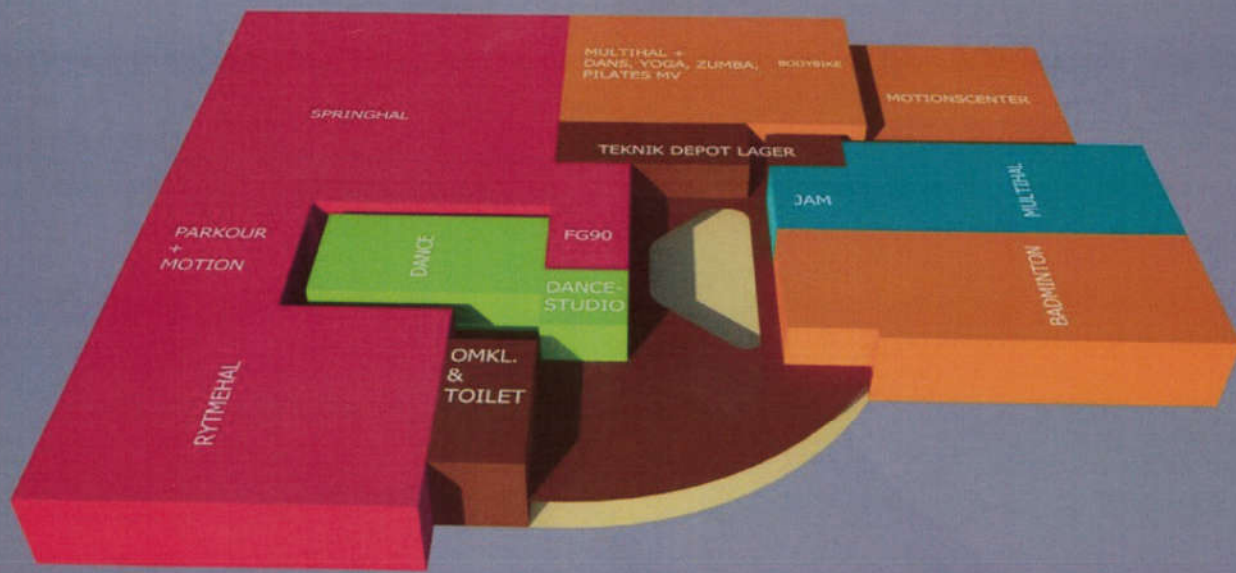 MULTIHAL +
DANS, YOGA, ZUMBA,
PILATES MV
BODYBIKE
MOTIONSCENTER
SPRINGHAL
TEKNIK DEPOT LAGER
JAM
MULTIHAL
PARKOUR
+
MOTION
DANCE
FG90
DANCE-
STUDIO
BADMINTON
OMKL.
&
TOILET
RYTMEHAL